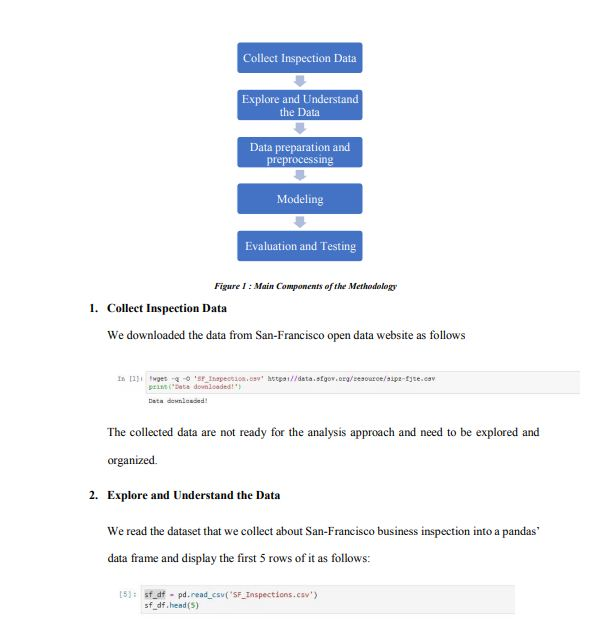 Collect Inspection Data
Explore and Understand
the Data
Data preparation and
preprocessing
Modeling
Evaluation and Testing
Figure 1 : Main Components of the Methodology
1. Collect Inspection Data
We downloaded the data from San-Francisco open data website as follows
In [1]: !wget -q -O 'SF_Inspection.csv' https://data.sfgov.org/resource/sipz-fjte.csv
print('Data downloaded!')
Data downloaded!
The collected data are not ready for the analysis approach and need to be explored and
organized.
2. Explore and Understand the Data
We read the dataset that we collect about San-Francisco business inspection into a pandas’
data frame and display the first 5 rows of it as follows:
[5]: sf_df = pd.read_csv('SF_Inspections.csv')
sf_df.head(5)